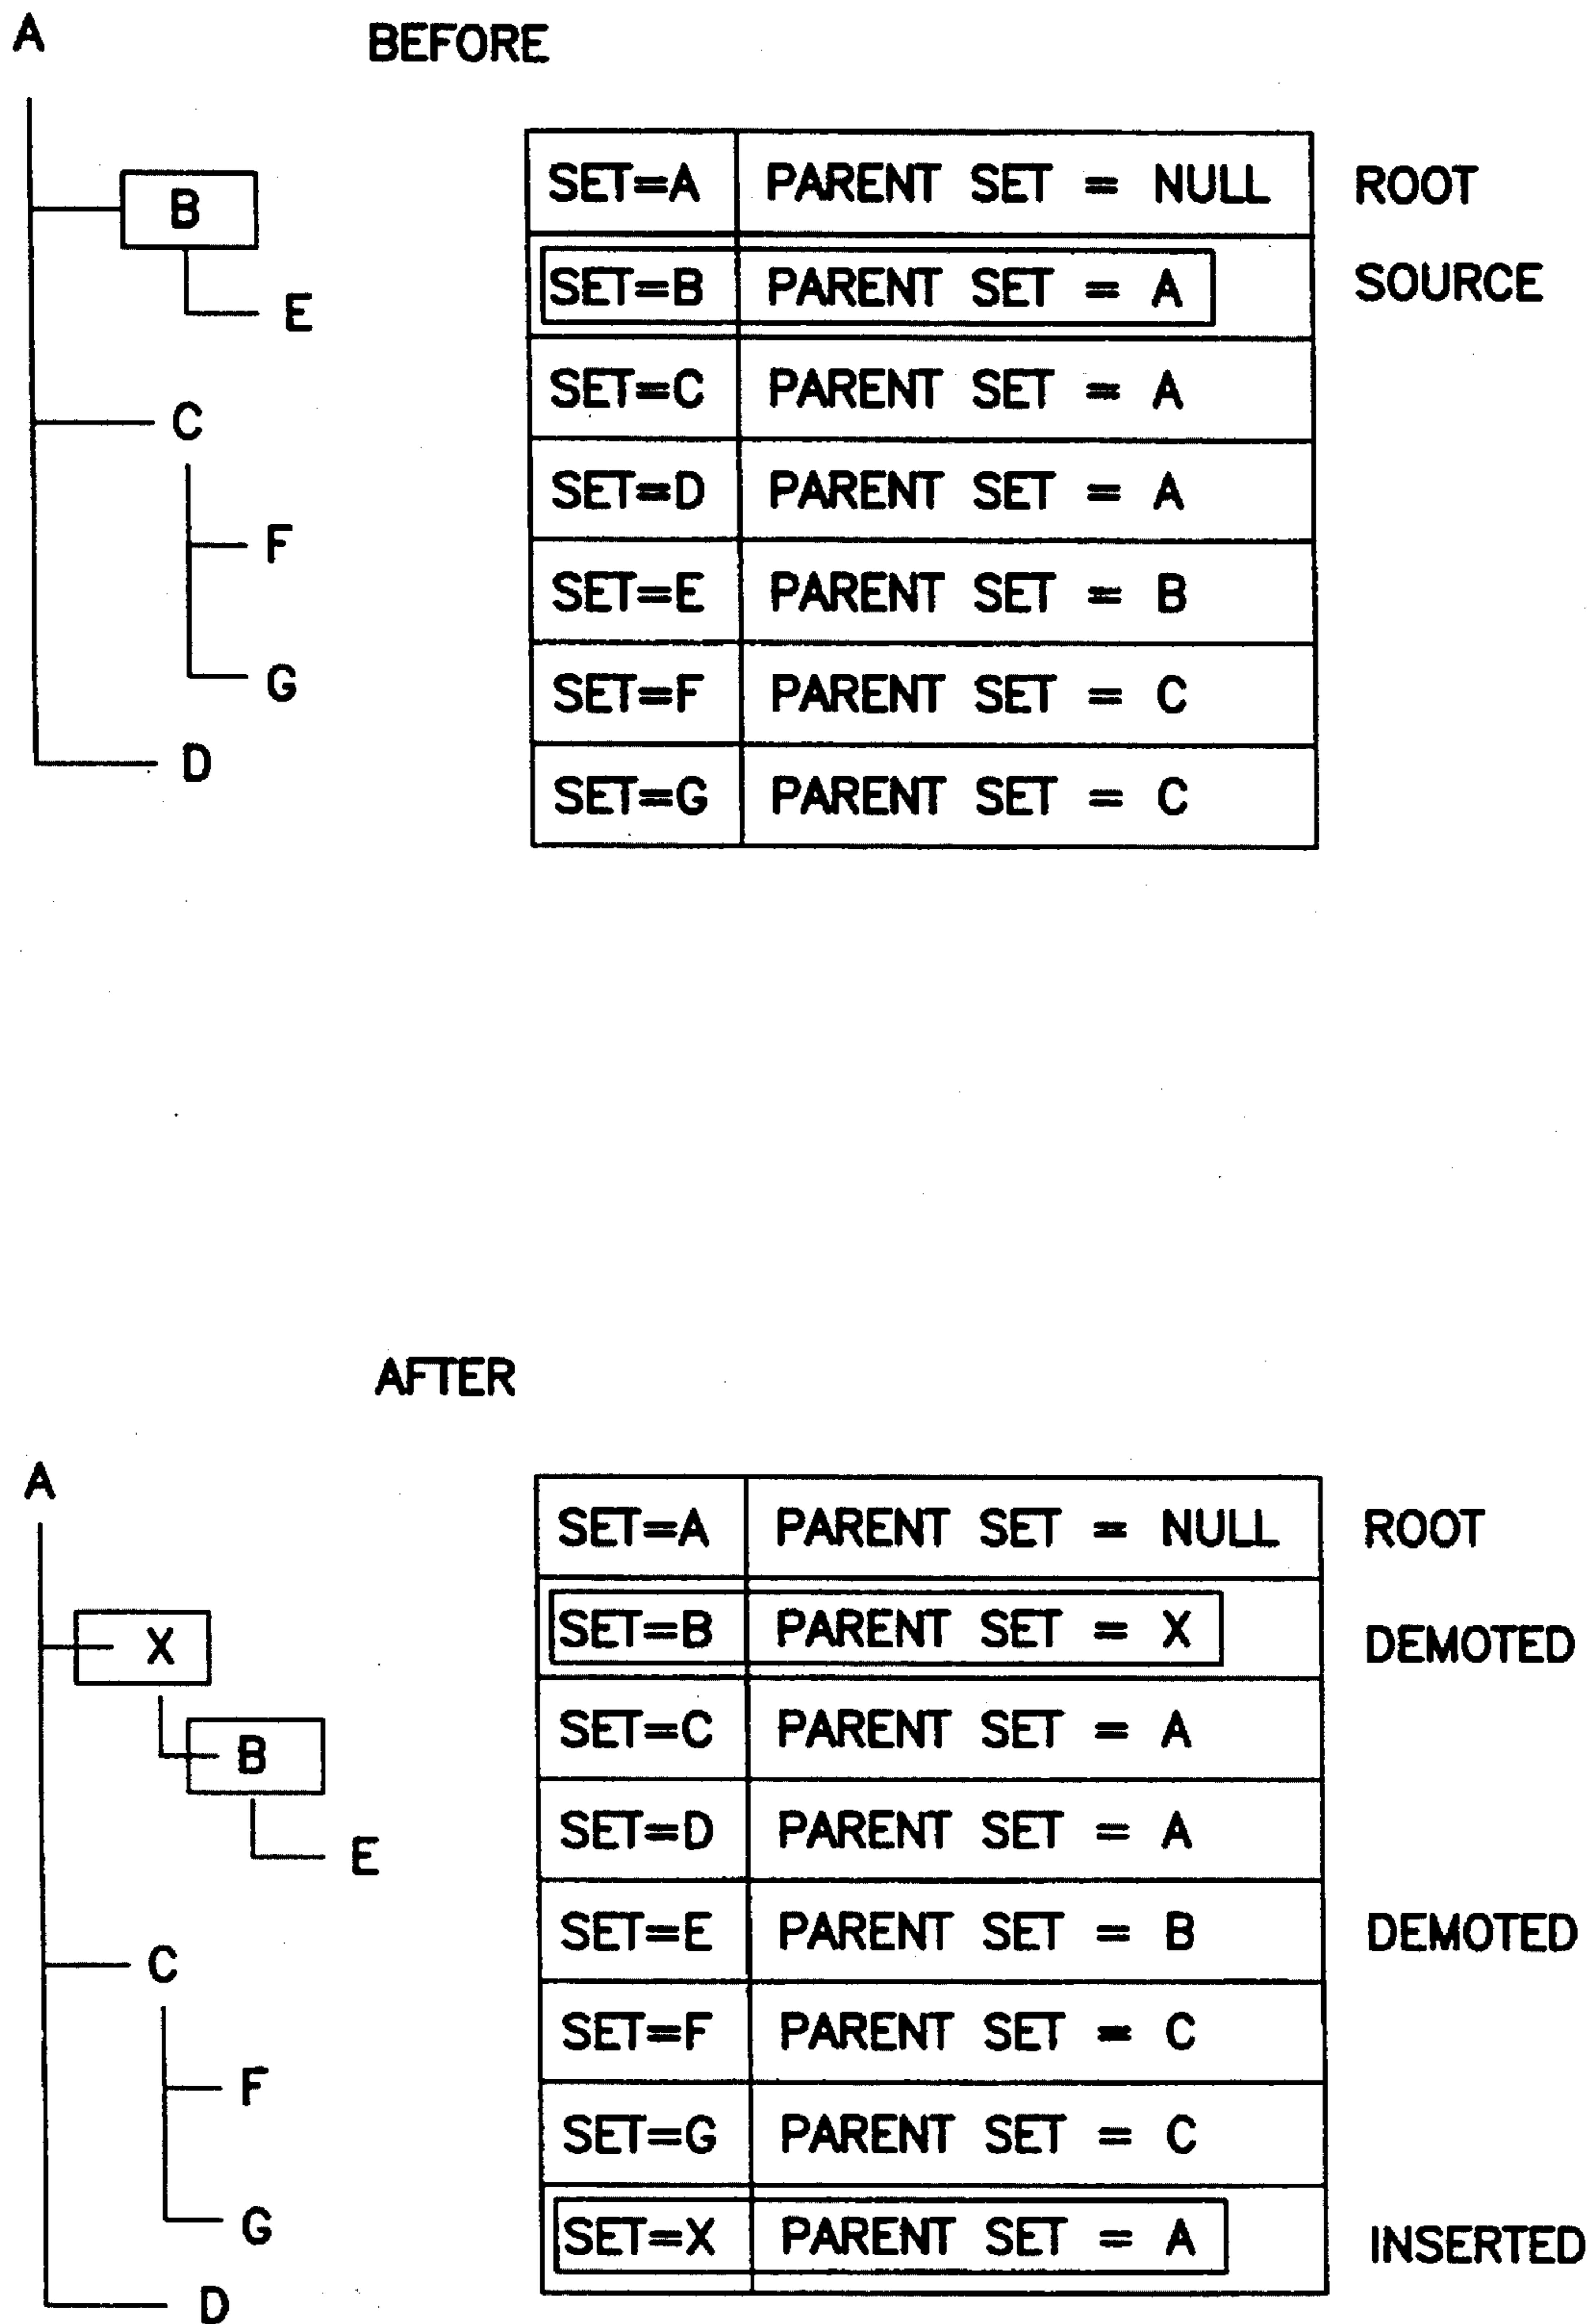 A
BEFORE
B
E
C
F
G
D
SET=A PARENT SET = NULL ROOT
SET=B PARENT SET = A SOURCE
SET=C PARENT SET = A
SET=D PARENT SET = A
SET=E PARENT SET = B
SET=F PARENT SET = C
SET=G PARENT SET = C
AFTER
A
X
B
E
C
F
G
D
SET=A PARENT SET = NULL ROOT
SET=B PARENT SET = X DEMOTED
SET=C PARENT SET = A
SET=D PARENT SET = A
SET=E PARENT SET = B DEMOTED
SET=F PARENT SET = C
SET=G PARENT SET = C
SET=X PARENT SET = A INSERTED